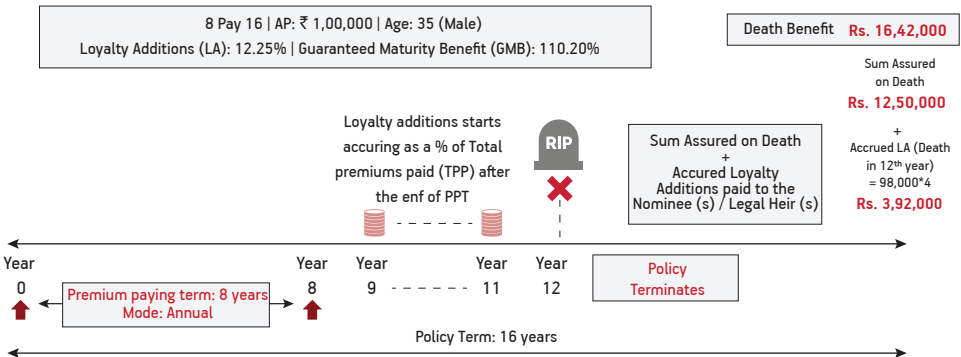 8 Pay 16 | AP: ₹ 1,00,000 | Age: 35 (Male)
Loyalty Additions (LA): 12.25% | Guaranteed Maturity Benefit (GMB): 110.20%
Death Benefit Rs. 16,42,000
Sum Assured
on Death
Rs. 12,50,000
+
Accrued LA (Death
in 12th year)
= 98,000*4
Rs. 3,92,000
Loyalty additions starts
accuring as a % of Total
premiums paid (TPP) after
the enf of PPT
RIP
Sum Assured on Death
+
Accured Loyalty
Additions paid to the
Nominee (s) / Legal Heir (s)
Year Year Year Year Year
0 8 9 11 12
Premium paying term: 8 years
Mode: Annual
Policy
Terminates
Policy Term: 16 years